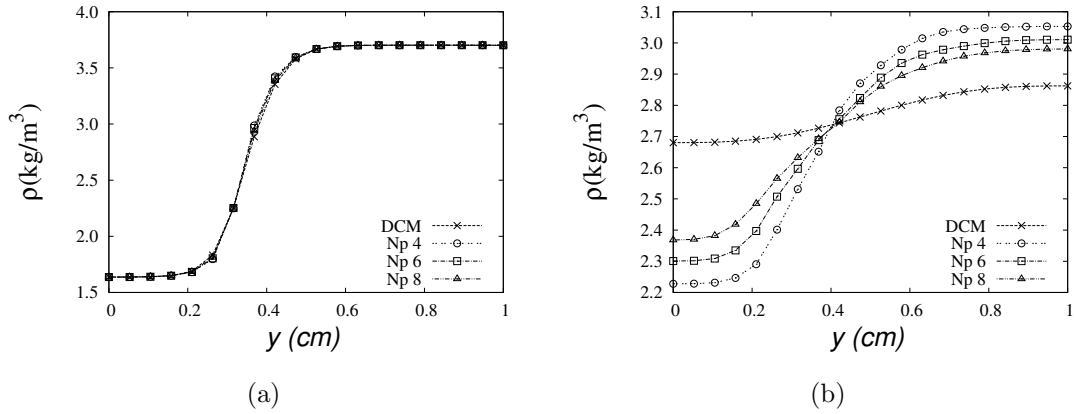 4.0
3.5
3.0
2.5
2.0
1.5
ρ(kg/m³)
DCM
Np 4
Np 6
Np 8
0
0.2
0.4
0.6
0.8
1
y (cm)
(a)
3.1
3.0
2.9
2.8
2.7
2.6
2.5
2.4
2.3
2.2
ρ(kg/m³)
DCM
Np 4
Np 6
Np 8
0
0.2
0.4
0.6
0.8
1
y (cm)
(b)